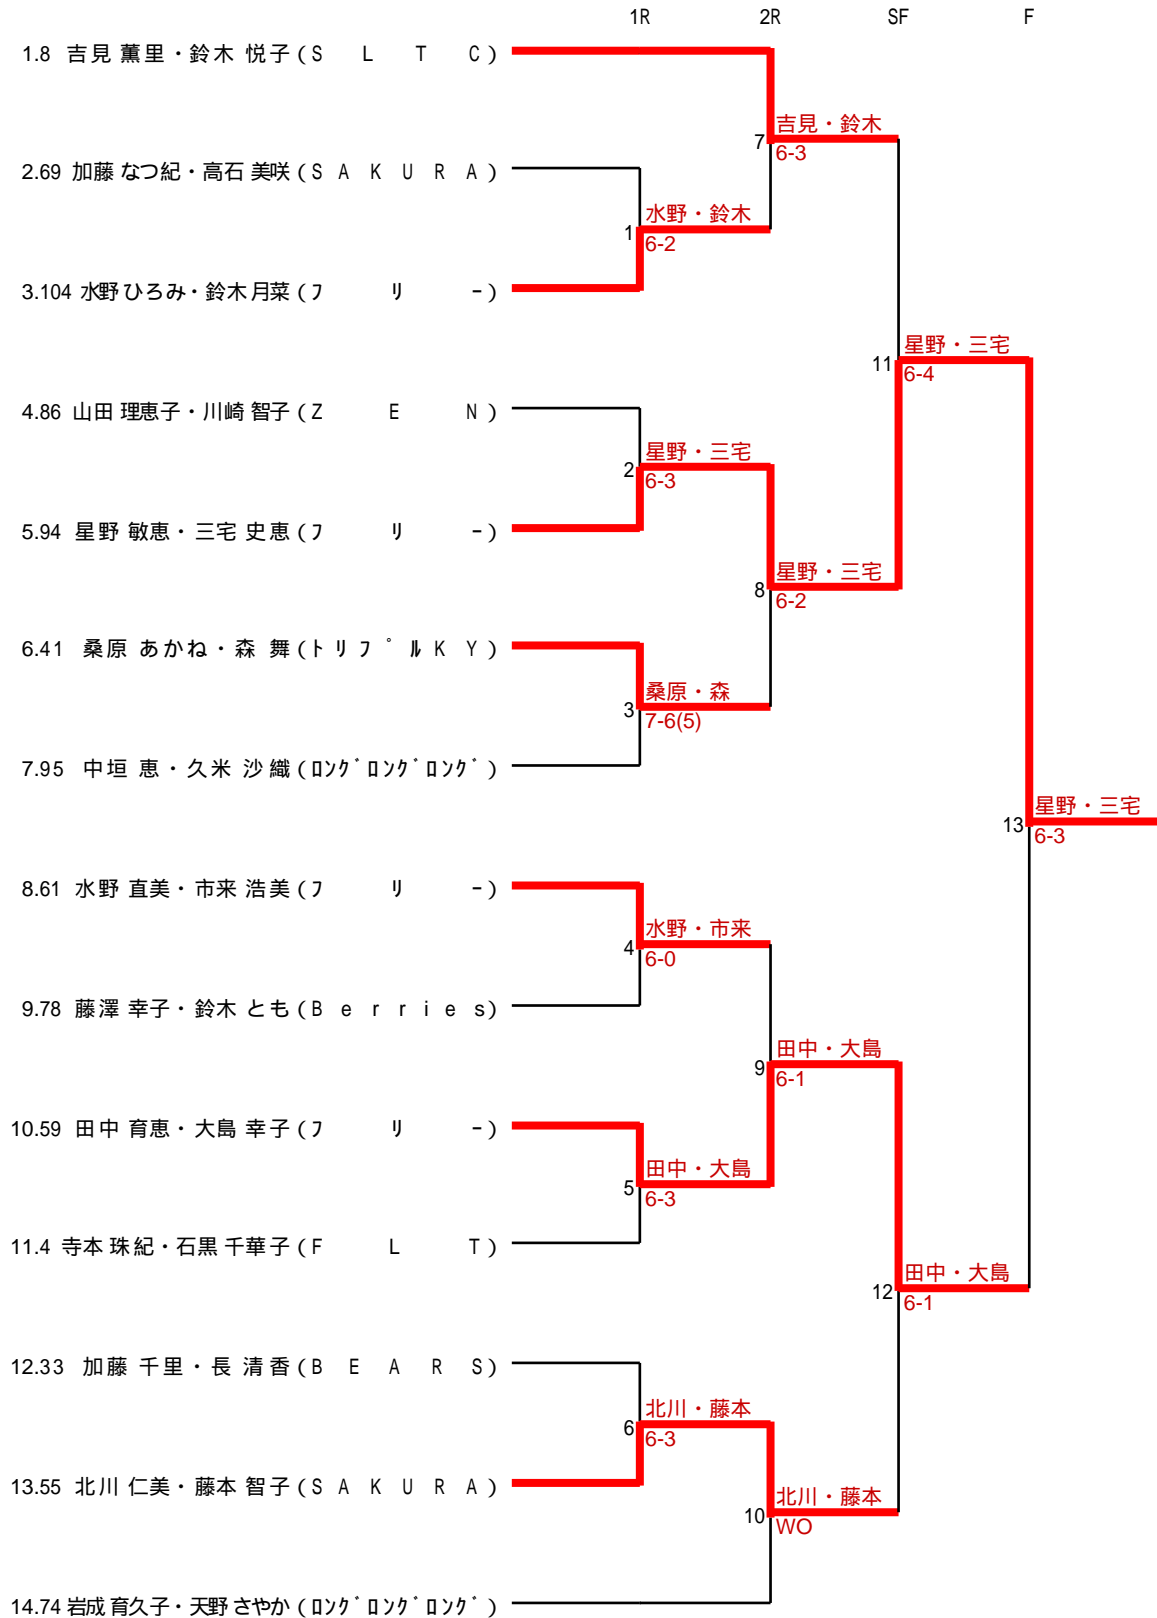 1R 2R SF F
1.8 吉見 薫里・鈴木 悦子 (S L T C)
吉見・鈴木
7
6-3
2.69 加藤 なつ紀・高石 美咲 (S A K U R A)
水野・鈴木
1
6-2
3.104 水野 ひろみ・鈴木 月菜 (フ リ ー)
星野・三宅
11
6-4
4.86 山田 理恵子・川崎 智子 (Z E N)
星野・三宅
2
6-3
5.94 星野 敏恵・三宅 史恵 (フ リ ー)
星野・三宅
8
6-2
6.41 桑原 あかね・森 舞 (ト リ フ ゜ ル K Y)
桑原・森
3
7-6(5)
7.95 中垣 恵・久米 沙織 (ロング゛ロング゛ロング゛)
星野・三宅
13
6-3
8.61 水野 直美・市来 浩美 (フ リ ー)
水野・市来
4
6-0
9.78 藤澤 幸子・鈴木 とも (B e r r i e s)
田中・大島
9
6-1
10.59 田中 育恵・大島 幸子 (フ リ ー)
田中・大島
5
6-3
11.4 寺本 珠紀・石黒 千華子 (F L T)
田中・大島
12
6-1
12.33 加藤 千里・長 清香 (B E A R S)
北川・藤本
6
6-3
13.55 北川 仁美・藤本 智子 (S A K U R A)
北川・藤本
10
WO
14.74 岩成 育久子・天野 さやか (ロング゛ロング゛ロング゛)